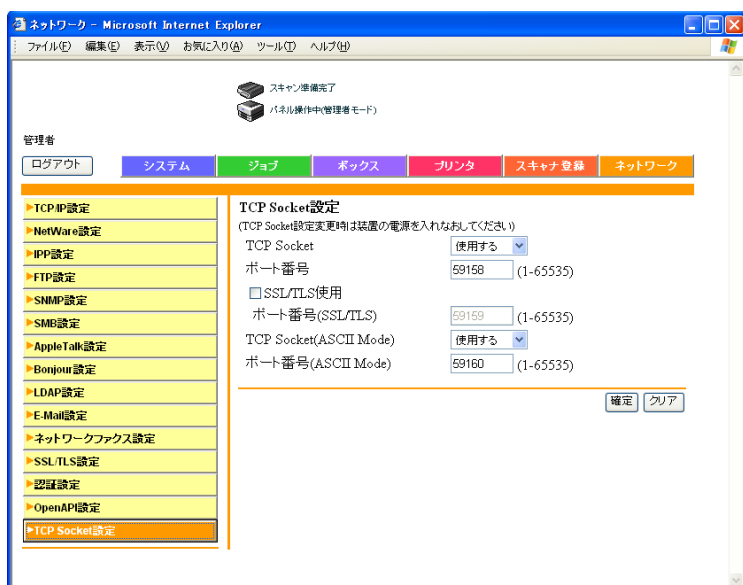 ネットワーク - Microsoft Internet Explorer
ファイル(F) 編集(E) 表示(V) お気に入り(A) ツール(T) ヘルプ(H)
スキャン準備完了
パネル操作中(管理者モード)
管理者
ログアウト システム ジョブ ボックス プリンタ スキャナ登録 ネットワーク
TCP/IP設定
NetWare設定
IPP設定
FTP設定
SNMP設定
SMB設定
AppleTalk設定
Bonjour設定
LDAP設定
E-Mail設定
ネットワークファクス設定
SSL/TLS設定
認証設定
OpenAPI設定
TCP Socket設定
TCP Socket設定
(TCP Socket設定変更時は装置の電源を入れなおしてください)
TCP Socket 使用する
ポート番号 59158 (1-65535)
SSL/TLS使用
ポート番号(SSL/TLS) 59159 (1-65535)
TCP Socket(ASCII Mode) 使用する
ポート番号(ASCII Mode) 59160 (1-65535)
確定 クリア